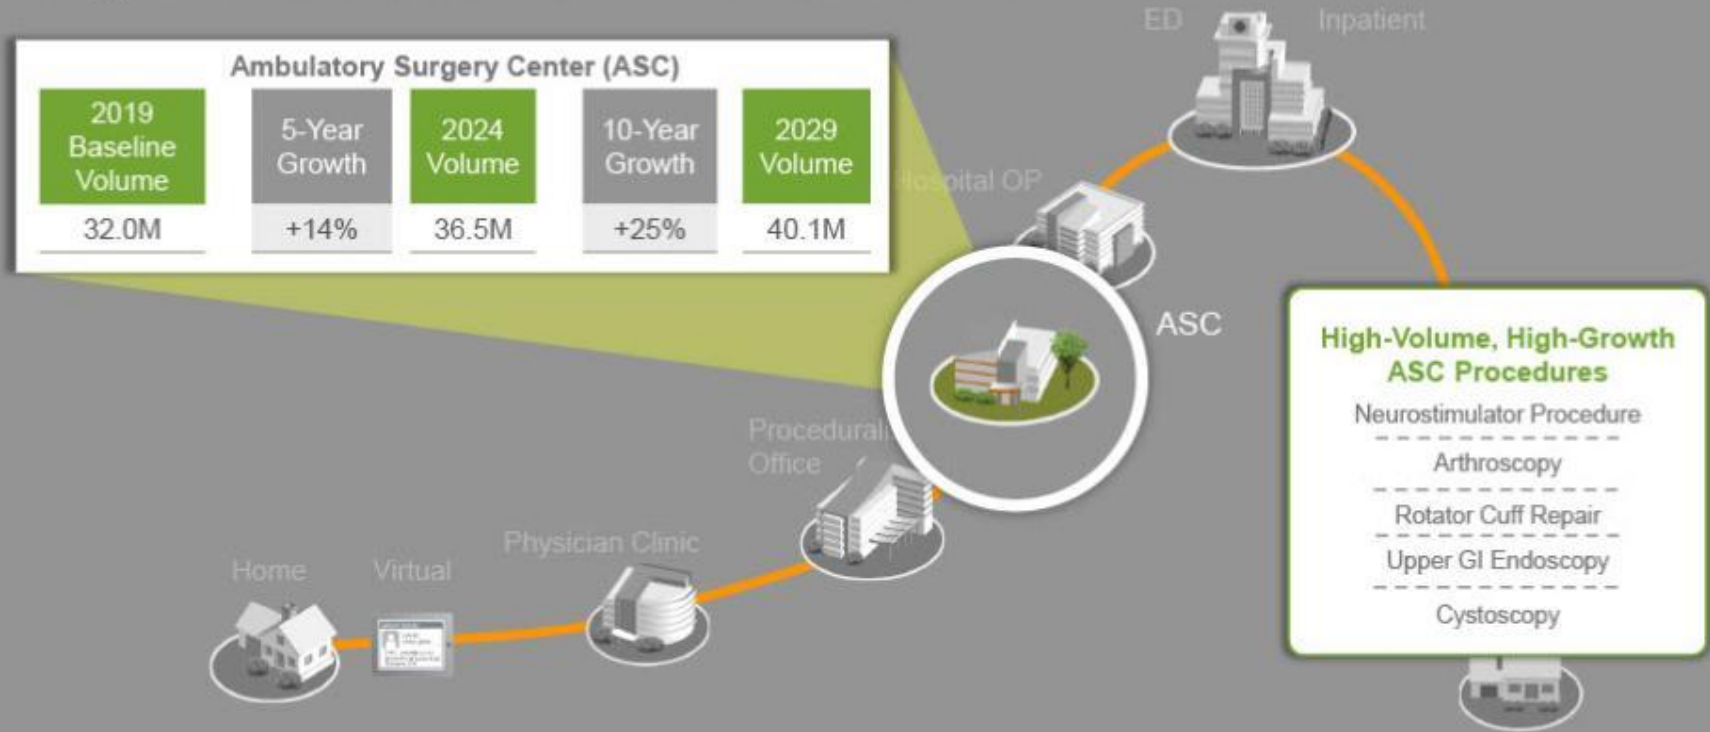 Ambulatory Surgery Center (ASC)
2019
Baseline
Volume
5-Year
Growth
2024
Volume
10-Year
Growth
2029
Volume
32.0M
+14%
36.5M
+25%
40.1M
ED
Inpatient
Hospital OP
ASC
Procedural
Office
Physician Clinic
Virtual
Home
High-Volume, High-Growth
ASC Procedures
Neurostimulator Procedure
Arthroscopy
Rotator Cuff Repair
Upper GI Endoscopy
Cystoscopy